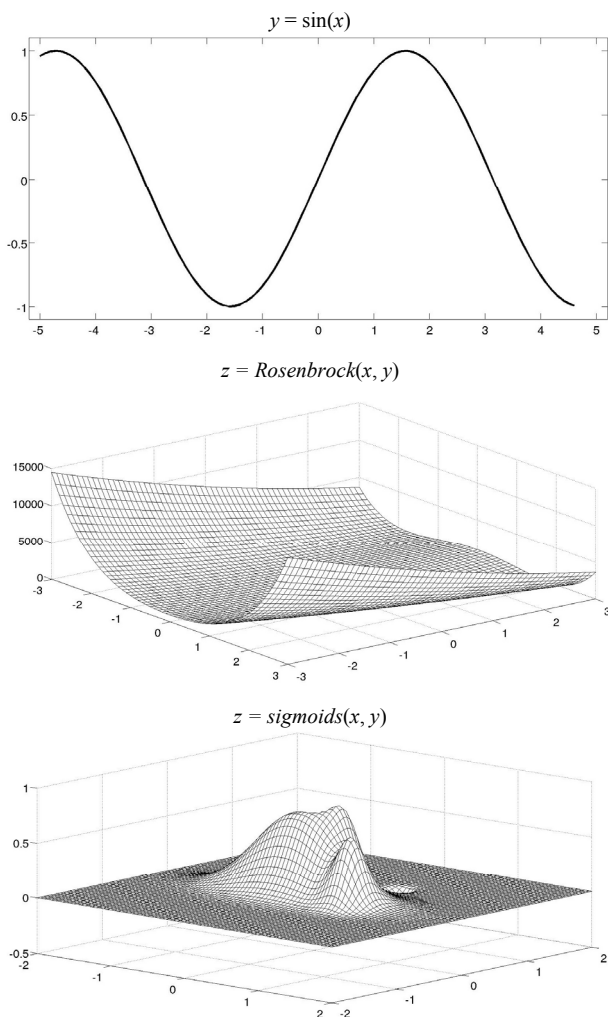 y = sin(x)
1
0.5
0
-0.5
-1
-5 -4 -3 -2 -1 0 1 2 3 4 5
z = Rosenbrock(x, y)
15000
10000
5000
0
-3 -2 -1 0 1 2 3
-3 -2 -1 0 1 2 3
z = sigmoids(x, y)
1
0.5
0
-0.5
-2 -1 0 1 2
-2 -1 0 1 2